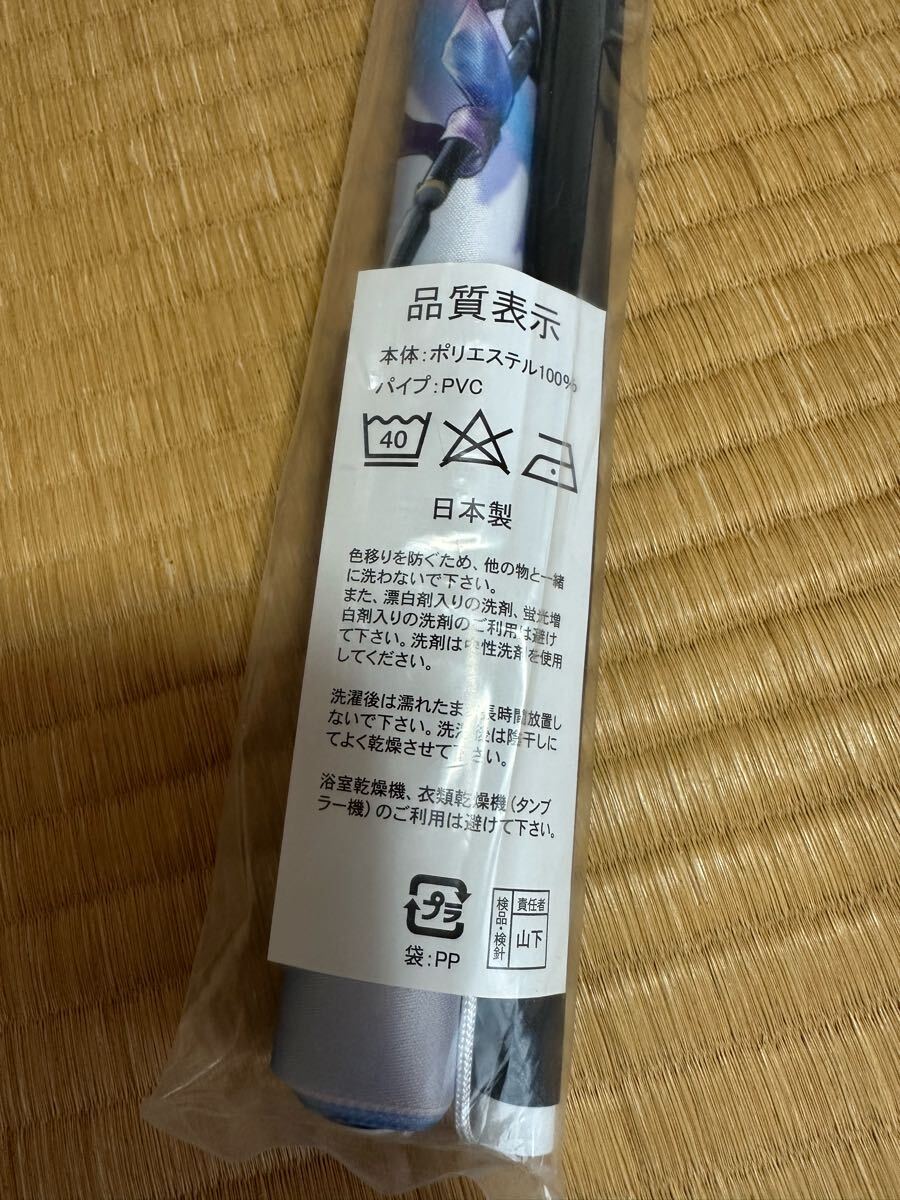 品質表示
本体：ポリエステル100%
パイプ：PVC
40
日本製
色移りを防ぐため、他の物と一緒
に洗わないで下さい。
また、漂白剤入りの洗剤、蛍光増
白剤入りの洗剤のご利用は避け
て下さい。洗剤は中性洗剤を使用
してください。
洗濯後は濡れたまま長時間放置し
ないで下さい。洗濯後は陰干しに
てよく乾燥させて下さい。
浴室乾燥機、衣類乾燥機（タンブ
ラー機）のご利用は避けて下さい。
プラ
袋：PP
検品・検針
責任者
山下